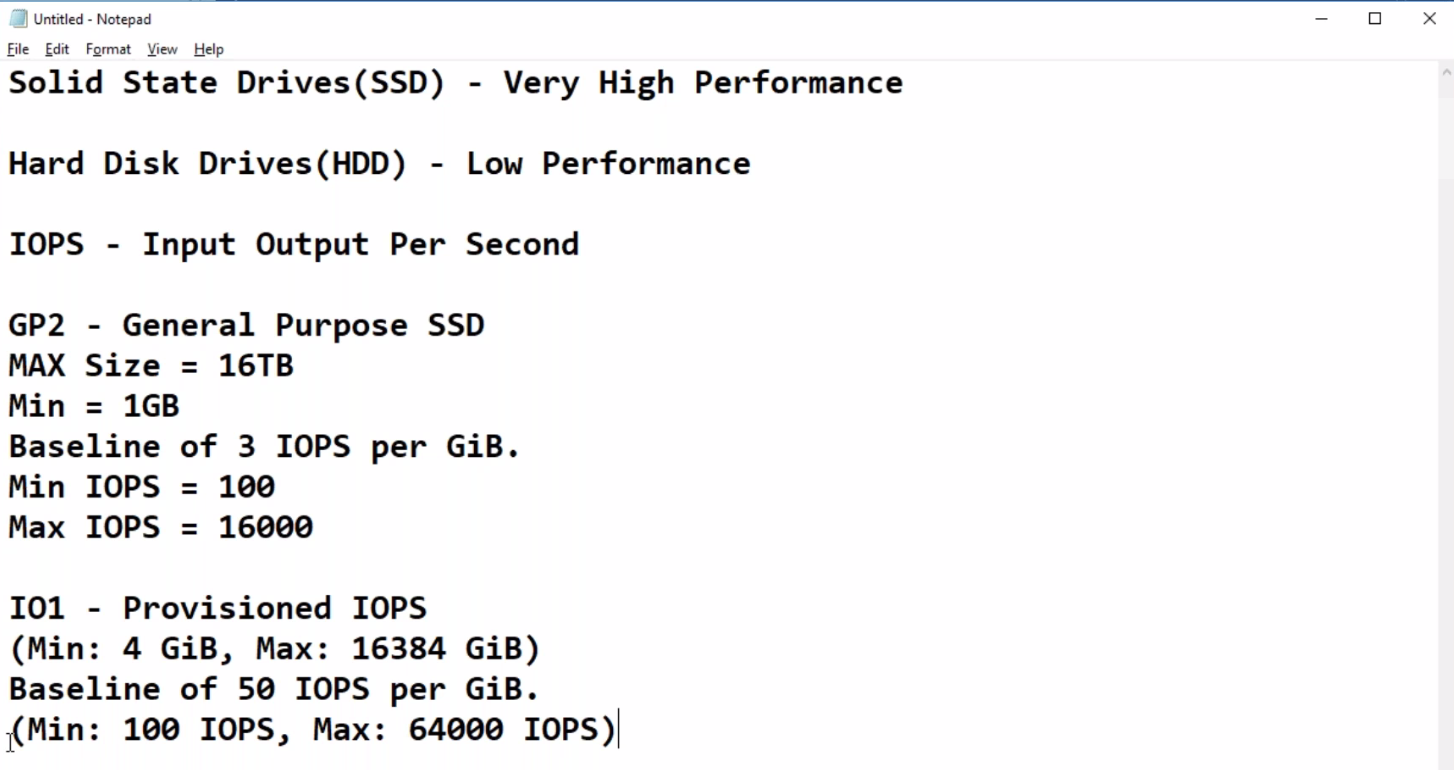 Untitled - Notepad
File Edit Format View Help
Solid State Drives(SSD) - Very High Performance
Hard Disk Drives(HDD) - Low Performance
IOPS - Input Output Per Second
GP2 - General Purpose SSD
MAX Size = 16TB
Min = 1GB
Baseline of 3 IOPS per GiB.
Min IOPS = 100
Max IOPS = 16000
IO1 - Provisioned IOPS
(Min: 4 GiB, Max: 16384 GiB)
Baseline of 50 IOPS per GiB.
(Min: 100 IOPS, Max: 64000 IOPS)